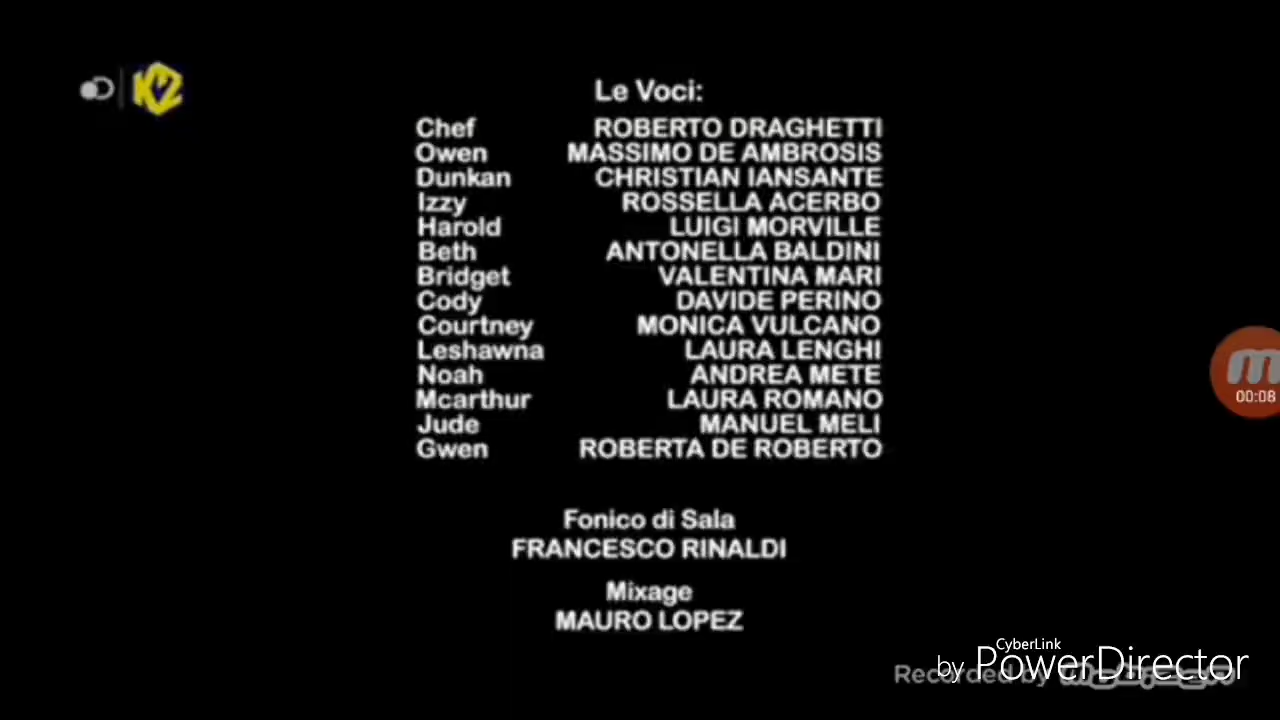 K2
Le Voci:
Chef ROBERTO DRAGHETTI
Owen MASSIMO DE AMBROSIS
Dunkan CHRISTIAN IANSANTE
Izzy ROSSELLA ACERBO
Harold LUIGI MORVILLE
Beth ANTONELLA BALDINI
Bridget VALENTINA MARI
Cody DAVIDE PERINO
Courtney MONICA VULCANO
Leshawna LAURA LENGHI
Noah ANDREA METE
Mcarthur LAURA ROMANO
Jude MANUEL MELI
Gwen ROBERTA DE ROBERTO
00:08
Fonico di Sala
FRANCESCO RINALDI
Mixage
MAURO LOPEZ
CyberLink
by PowerDirector
Recorded by